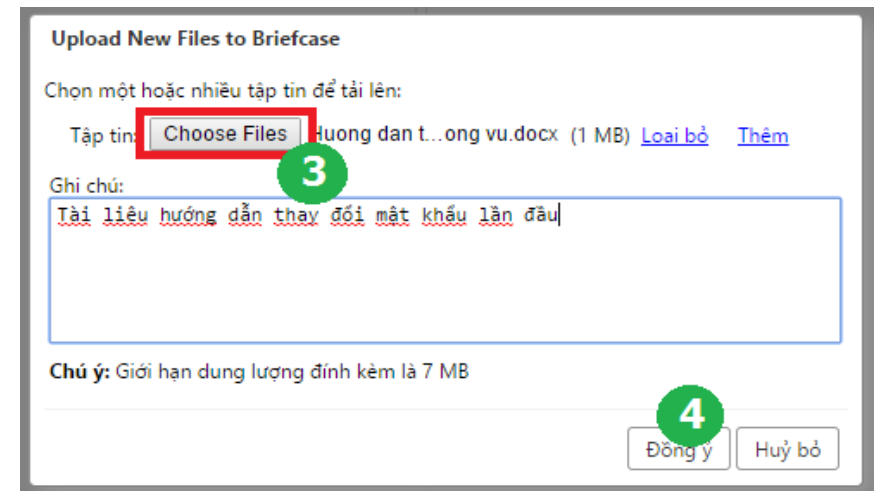 Upload New Files to Briefcase
Chọn một hoặc nhiều tập tin để tải lên:
Tập tin: Choose Files Huong dan t...ong vu.docx (1 MB) Loại bỏ Thêm
3
Ghi chú:
Tài liệu hướng dẫn thay đổi mật khẩu lần đầu
Chú ý: Giới hạn dung lượng đính kèm là 7 MB
4
Đồng ý Huỷ bỏ